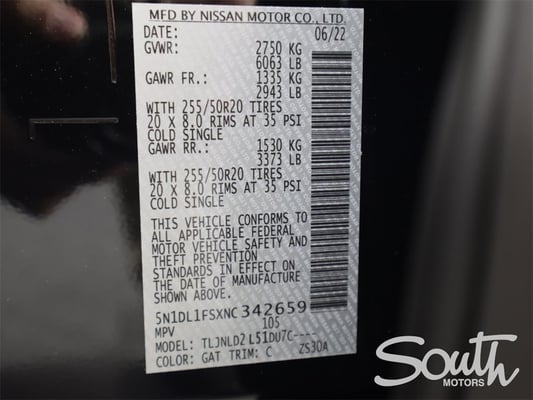 MFD BY NISSAN MOTOR CO., LTD.
DATE: 06/22
GVWR: 2750 KG
6063 LB
GAWR FR.: 1335 KG
2943 LB
WITH 255/50R20 TIRES
20 x 8.0 RIMS AT 35 PSI
COLD SINGLE
GAWR RR.: 1530 KG
3373 LB
WITH 255/50R20 TIRES
20 x 8.0 RIMS AT 35 PSI
COLD SINGLE
THIS VEHICLE CONFORMS TO
ALL APPLICABLE FEDERAL
MOTOR VEHICLE SAFETY AND
THEFT PREVENTION
STANDARDS IN EFFECT ON
THE DATE OF MANUFACTURE
SHOWN ABOVE.
5N1DL1FSXNC342659
MPV 105
MODEL: TLJNLD2 L51DU7C----
COLOR: GAT TRIM: C ZS30A
South
MOTORS